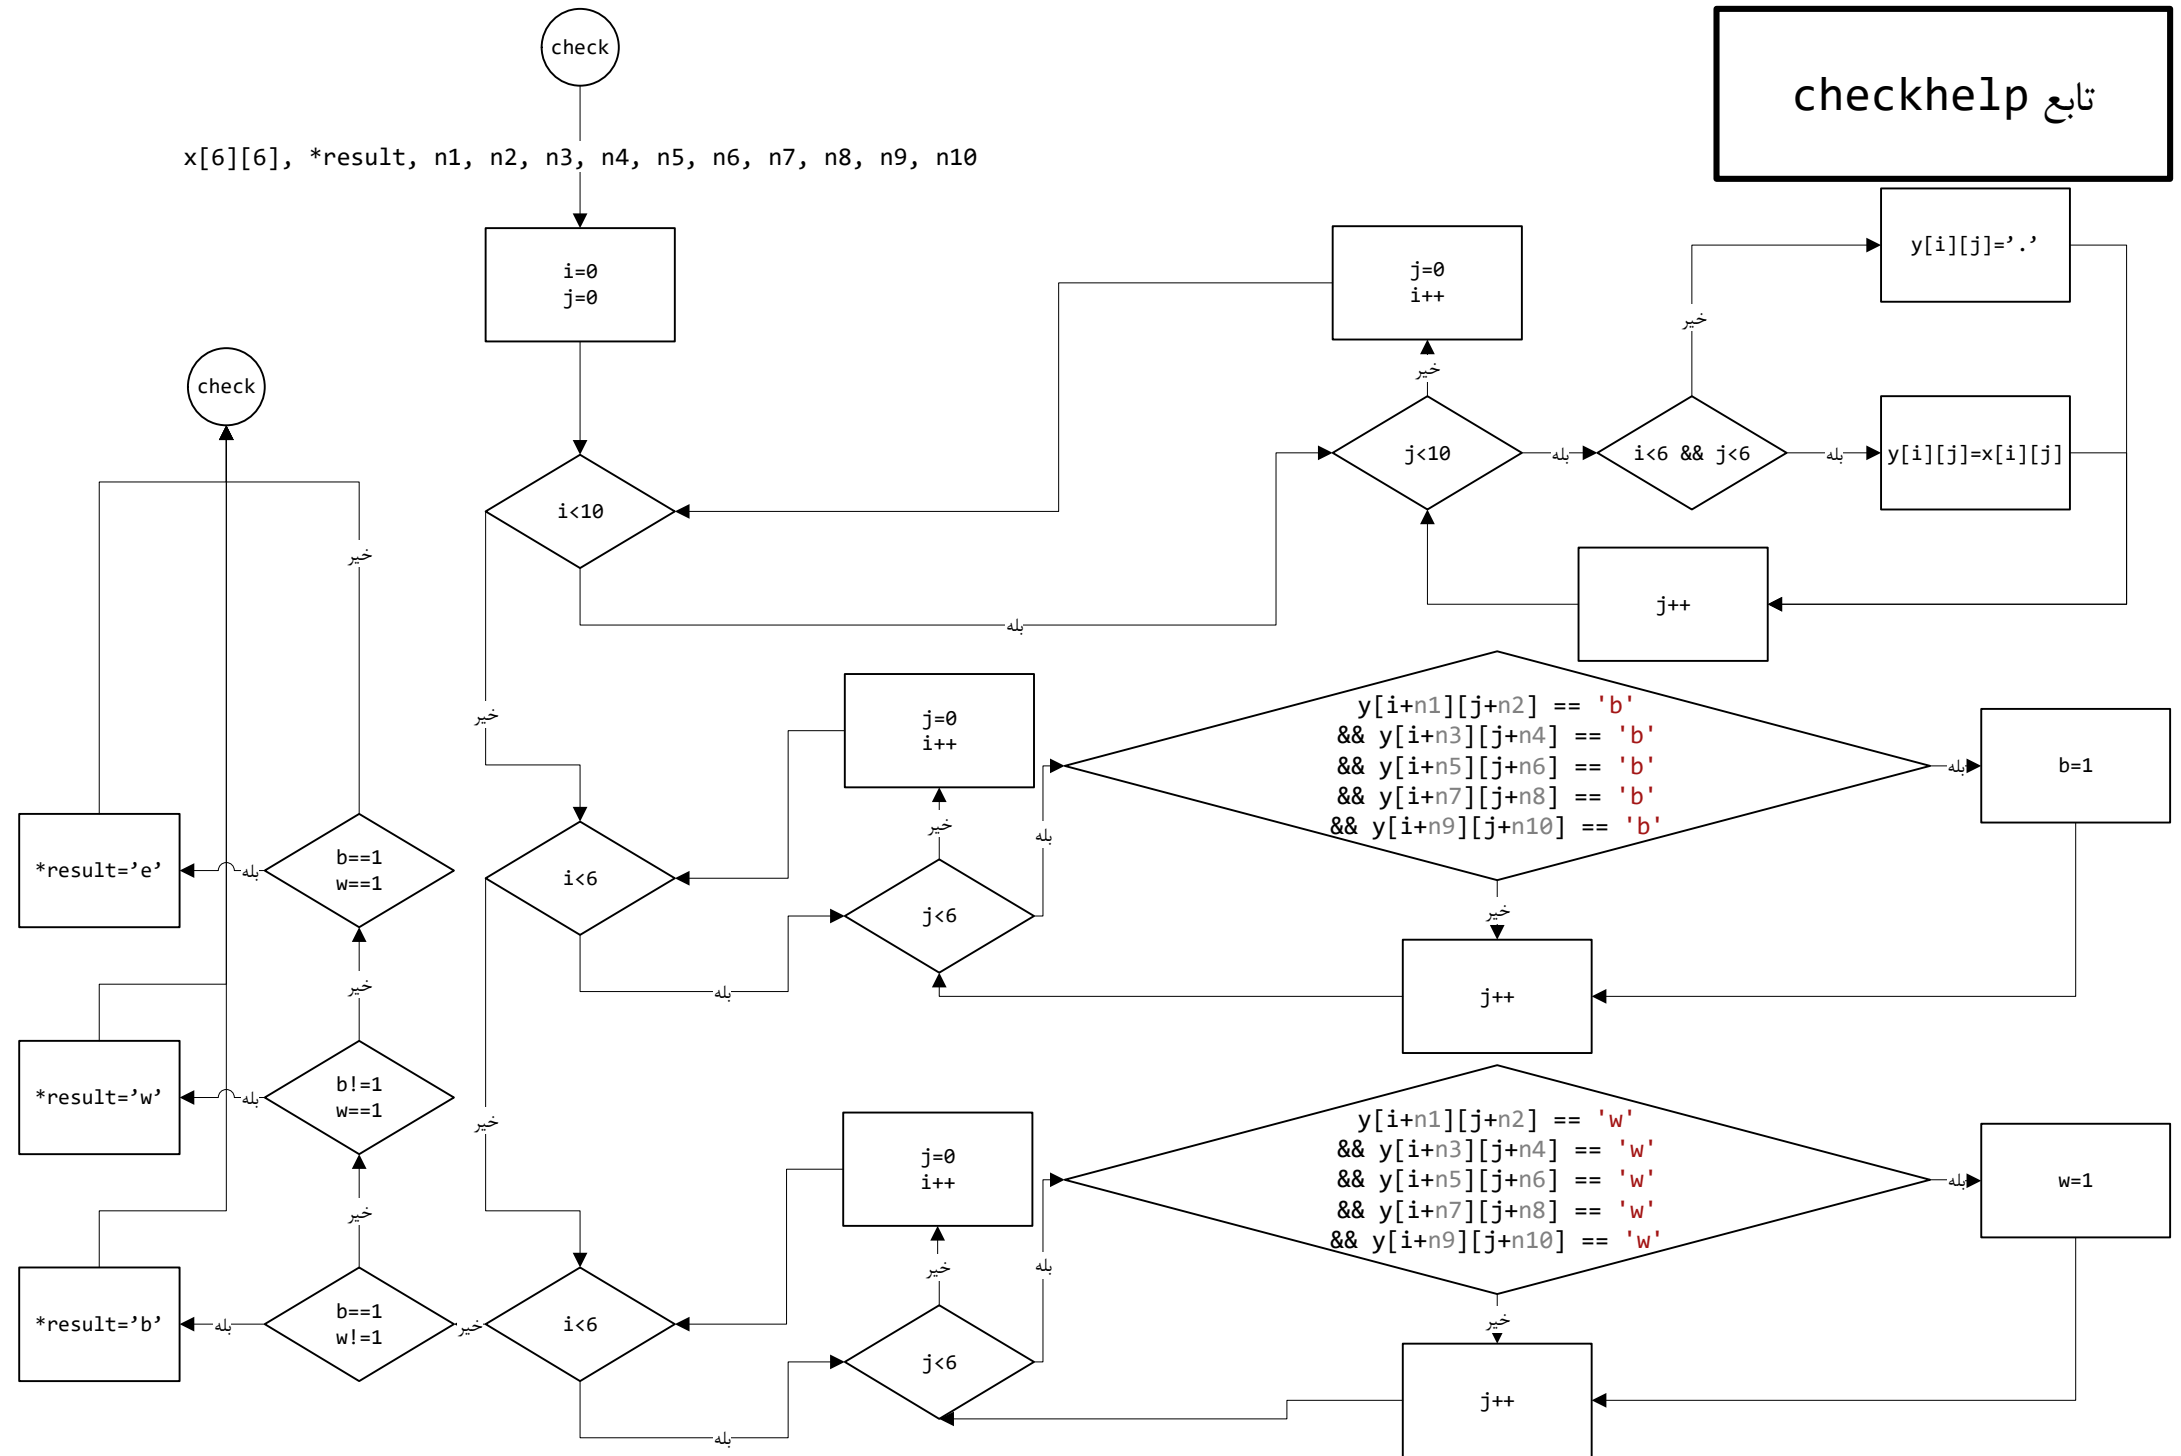 check
تابع checkhelp
x[6][6], *result, n1, n2, n3, n4, n5, n6, n7, n8, n9, n10
i=0
j=0
j=0
i++
y[i][j]=’.’
خیر
خیر
check
j<10
بله
i<6 && j<6
بله
y[i][j]=x[i][j]
i<10
خیر
j++
بله
خیر
j=0
i++
y[i+n1][j+n2] == 'b'
&& y[i+n3][j+n4] == 'b'
&& y[i+n5][j+n6] == 'b'
&& y[i+n7][j+n8] == 'b'
&& y[i+n9][j+n10] == 'b'
بله
b=1
خیر
بله
*result=’e’
بله
b==1
w==1
i<6
j<6
خیر
خیر
بله
j++
*result=’w’
بله
b!=1
w==1
خیر
j=0
i++
y[i+n1][j+n2] == 'w'
&& y[i+n3][j+n4] == 'w'
&& y[i+n5][j+n6] == 'w'
&& y[i+n7][j+n8] == 'w'
&& y[i+n9][j+n10] == 'w'
بله
w=1
خیر
خیر
بله
*result=’b’
بله
b==1
w!=1
خیر
i<6
j<6
خیر
j++
بله